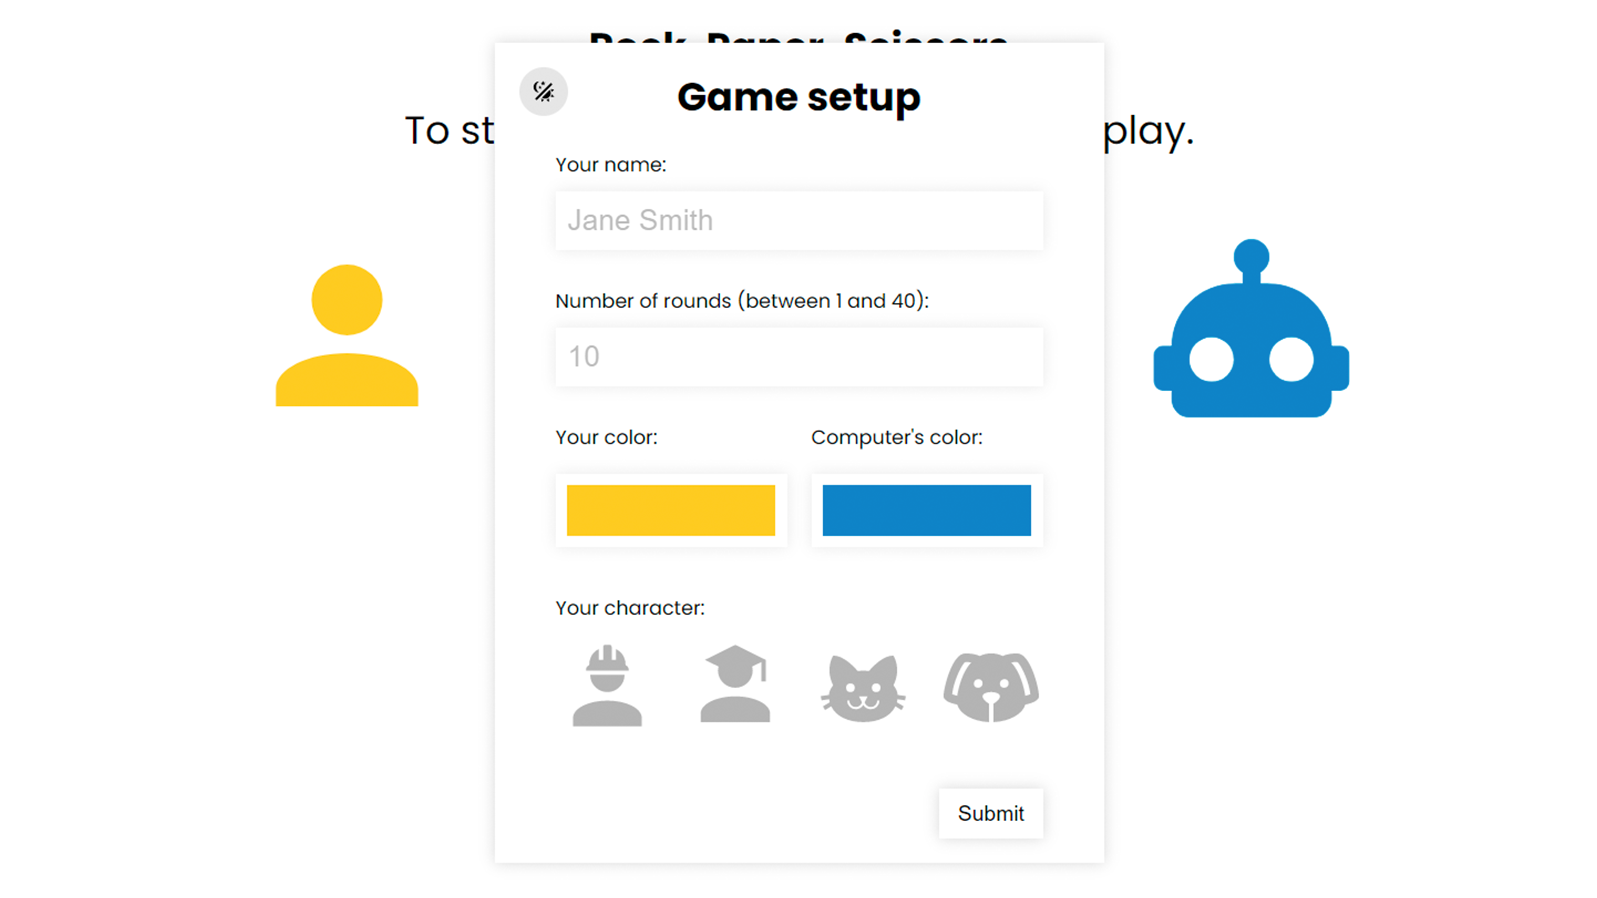 Rock, Paper, Scissors
Game setup
To st
play.
Your name:
Jane Smith
Number of rounds (between 1 and 40):
10
Your color:
Computer's color:
Your character:
Submit